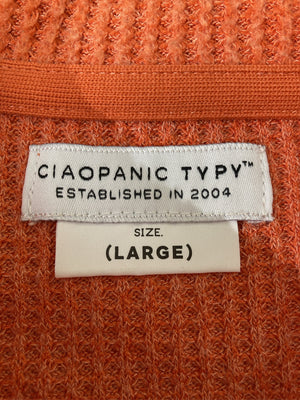 CIAOPANIC TYPY™
ESTABLISHED IN 2004
SIZE.
(LARGE)